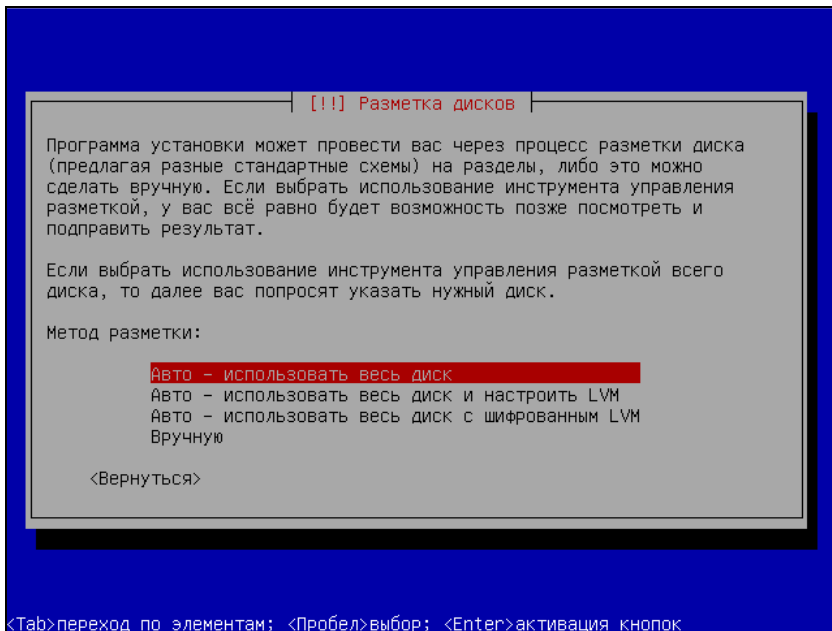 [!!] Разметка дисков
Программа установки может провести вас через процесс разметки диска
(предлагая разные стандартные схемы) на разделы, либо это можно
сделать вручную. Если выбрать использование инструмента управления
разметкой, у вас всё равно будет возможность позже посмотреть и
подправить результат.
Если выбрать использование инструмента управления разметкой всего
диска, то далее вас попросят указать нужный диск.
Метод разметки:
Авто - использовать весь диск
Авто - использовать весь диск и настроить LVM
Авто - использовать весь диск с шифрованным LVM
Вручную
<Вернуться>
<Tab>переход по элементам; <Пробел>выбор; <Enter>активация кнопок